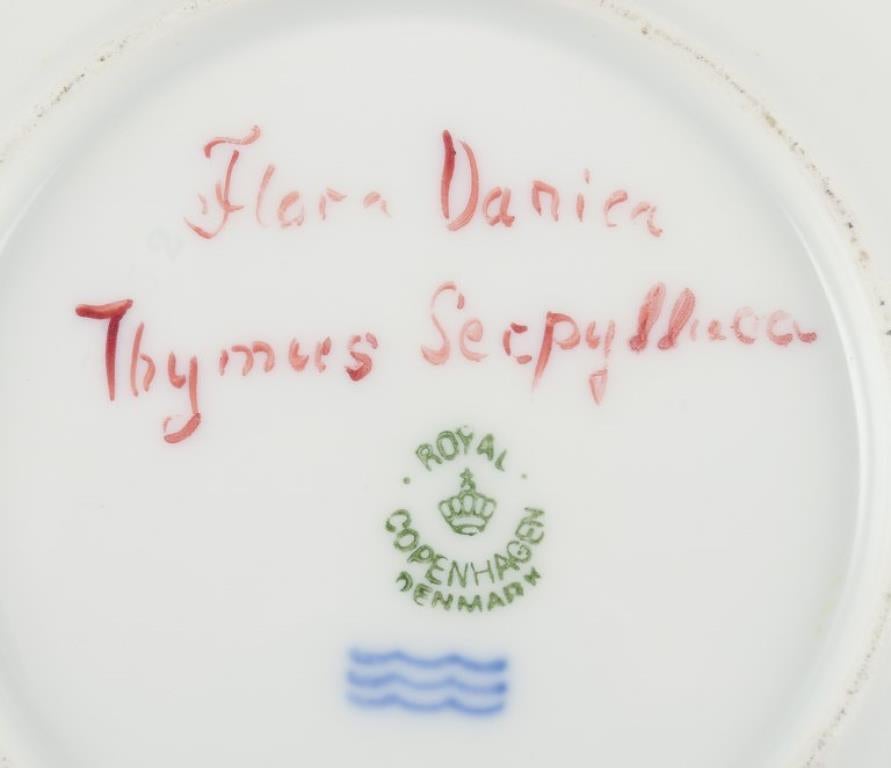 Flora Danica
Thymus Serpyllum
ROYAL
COPENHAGEN
DENMARK